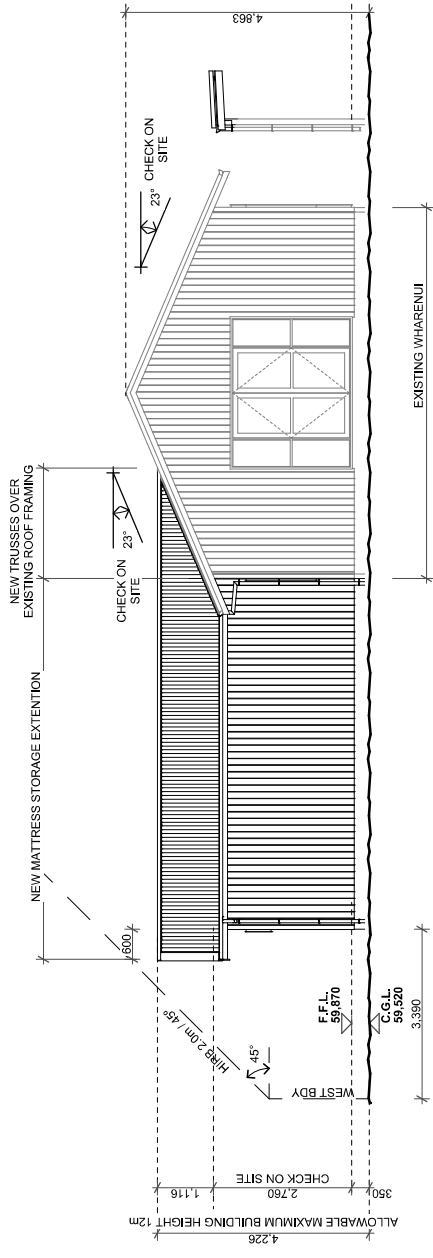 4,863
CHECK ON
SITE
23°
NEW TRUSSES OVER
EXISTING ROOF FRAMING
23°
CHECK ON
SITE
NEW MATTRESS STORAGE EXTENTION
600
HIRB 2.0m / 45°
45°
WEST BDY
F.F.L.
59,870
C.G.L.
59,520
3,390
EXISTING WHARENUI
1,116
2,760
350
CHECK ON SITE
ALLOWABLE MAXIMUM BUILDING HEIGHT 12m
4,226